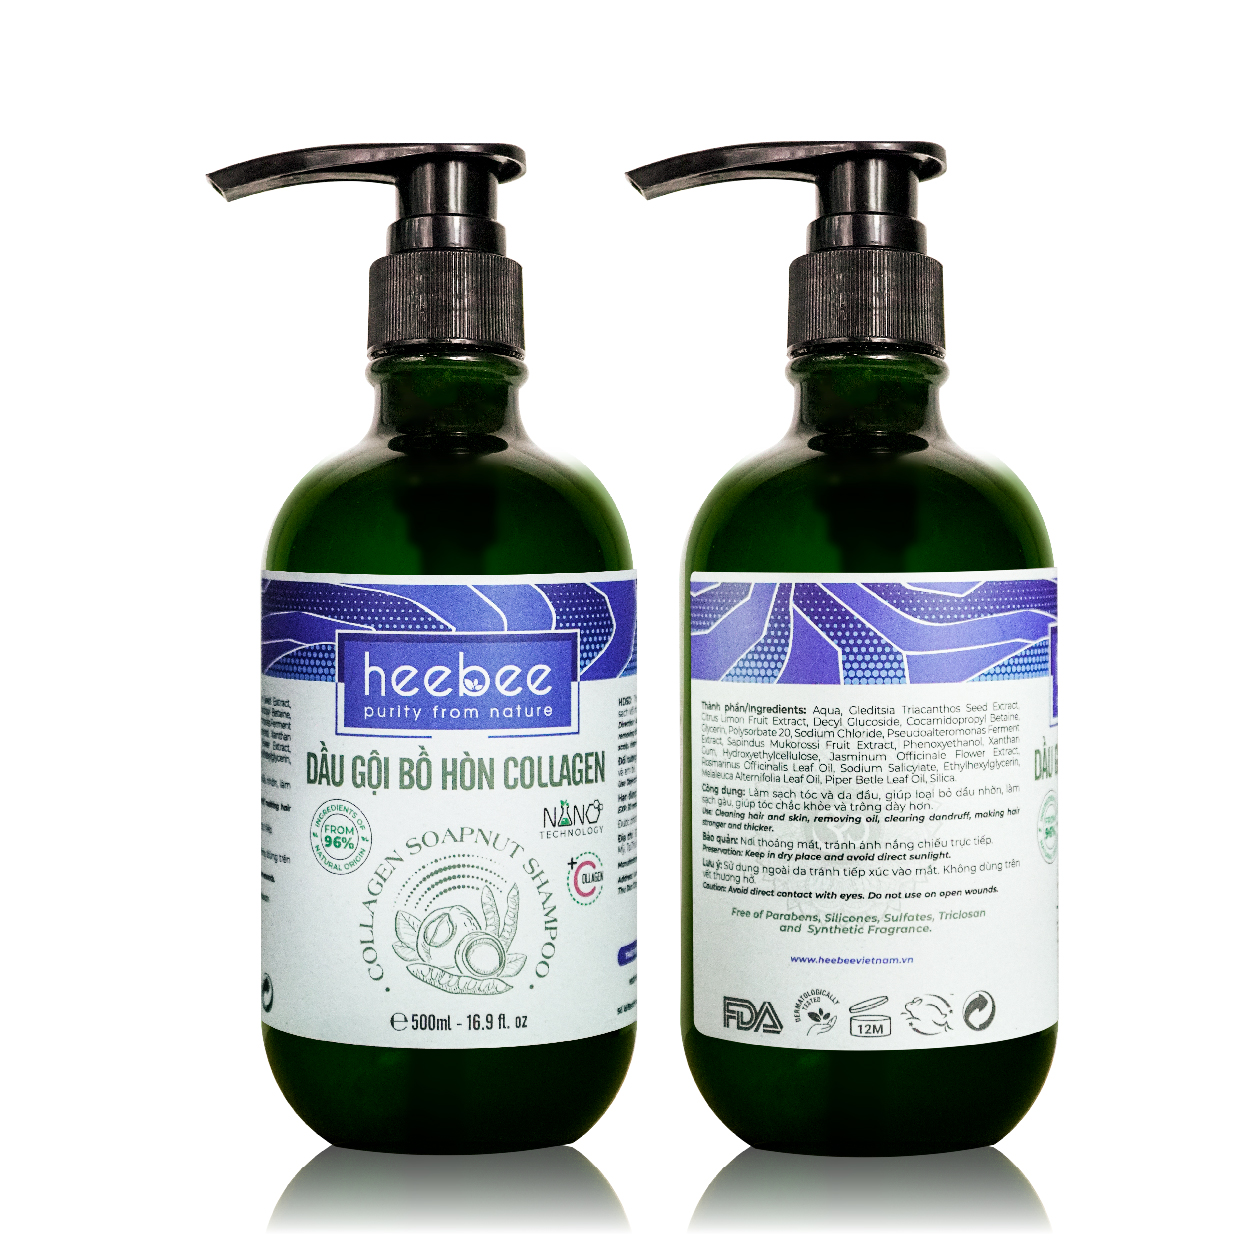 heebee
purity from nature
DẦU GỘI BỒ HÒN COLLAGEN
INGREDIENTS OF
FROM
96%
NATURAL ORIGIN
NANO
TECHNOLOGY
COLLAGEN SOAPNUT SHAMPOO
+COLLAGEN
℮ 500ml - 16.9 fl. oz
Thành phần/Ingredients: Aqua, Gleditsia Triacanthos Seed Extract,
Citrus Limon Fruit Extract, Decyl Glucoside, Cocamidopropyl Betaine,
Glycerin, Polysorbate 20, Sodium Chloride, Pseudoalteromonas Ferment
Extract, Sapindus Mukorossi Fruit Extract, Phenoxyethanol, Xanthan
Gum, Hydroxyethylcellulose, Jasminum Officinale Flower Extract,
Rosmarinus Officinalis Leaf Oil, Sodium Salicylate, Ethylhexylglycerin,
Melaleuca Alternifolia Leaf Oil, Piper Betle Leaf Oil, Silica.
Công dụng: Làm sạch tóc và da đầu, giúp loại bỏ dầu nhờn, làm
sạch gàu, giúp tóc chắc khỏe và trông dày hơn.
Use: Cleaning hair and skin, removing oil, clearing dandruff, making hair
stronger and thicker.
Bảo quản: Nơi thoáng mát, tránh ánh nắng chiếu trực tiếp.
Preservation: Keep in dry place and avoid direct sunlight.
Lưu ý: Sử dụng ngoài da tránh tiếp xúc vào mắt. Không dùng trên
vết thương hở.
Caution: Avoid direct contact with eyes. Do not use on open wounds.
Free of Parabens, Silicones, Sulfates, Triclosan
and Synthetic Fragrance.
www.heebeevietnam.vn
FDA
DERMATOLOGICALLY
TESTED
12M